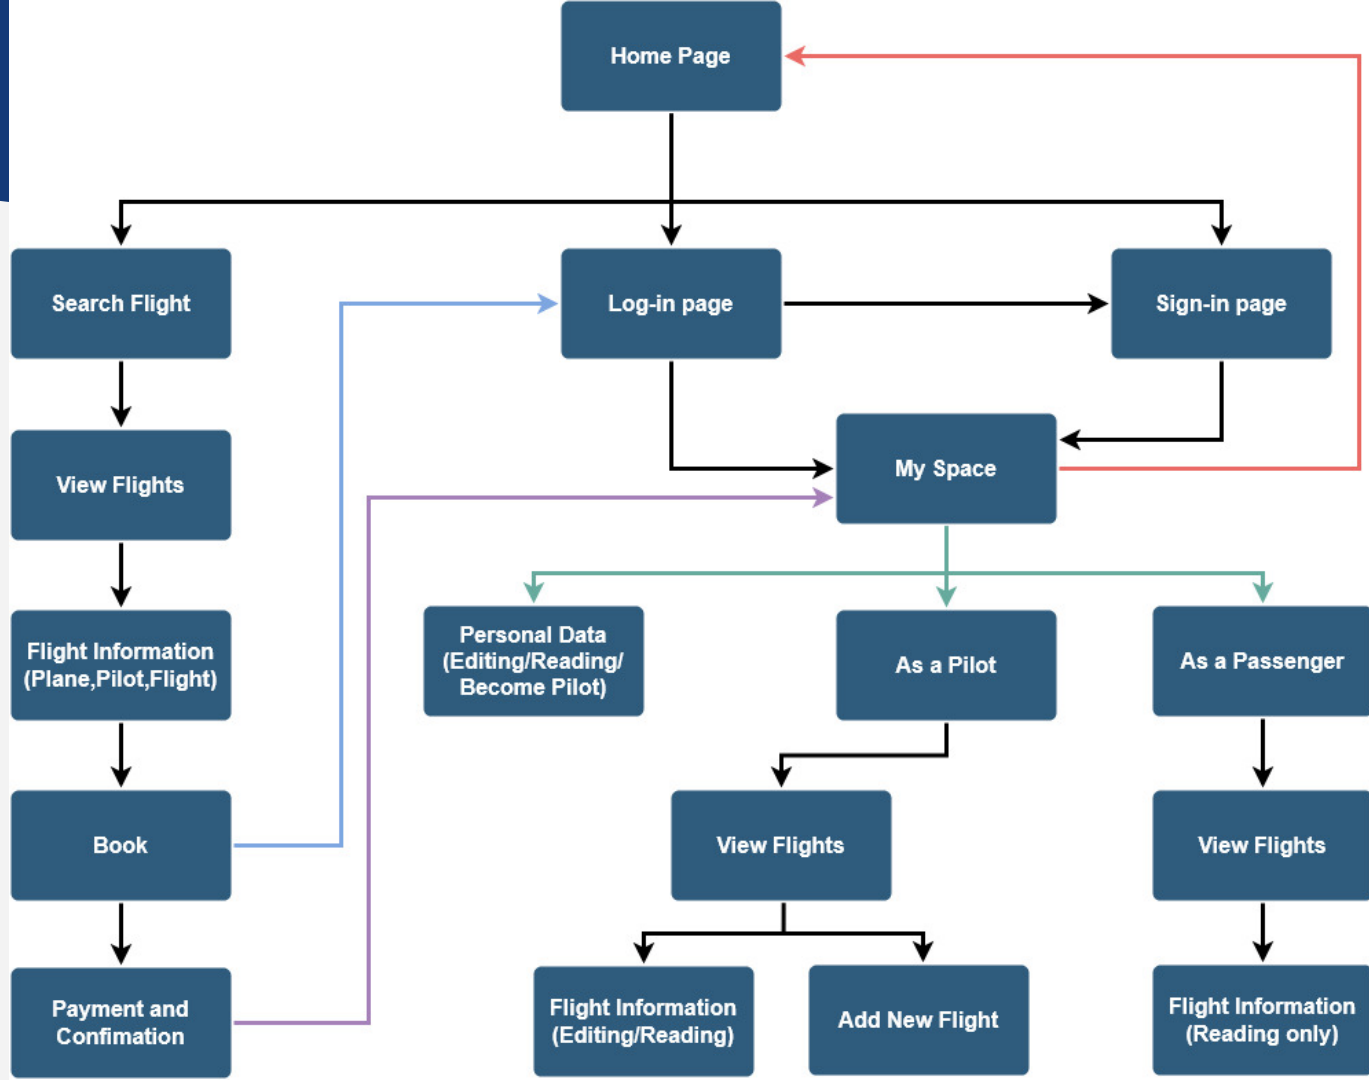 Home Page
Search Flight
Log-in page
Sign-in page
View Flights
My Space
Flight Information
(Plane,Pilot,Flight)
Personal Data
(Editing/Reading/
Become Pilot)
As a Pilot
As a Passenger
Book
View Flights
View Flights
Payment and
Confimation
Flight Information
(Editing/Reading)
Add New Flight
Flight Information
(Reading only)